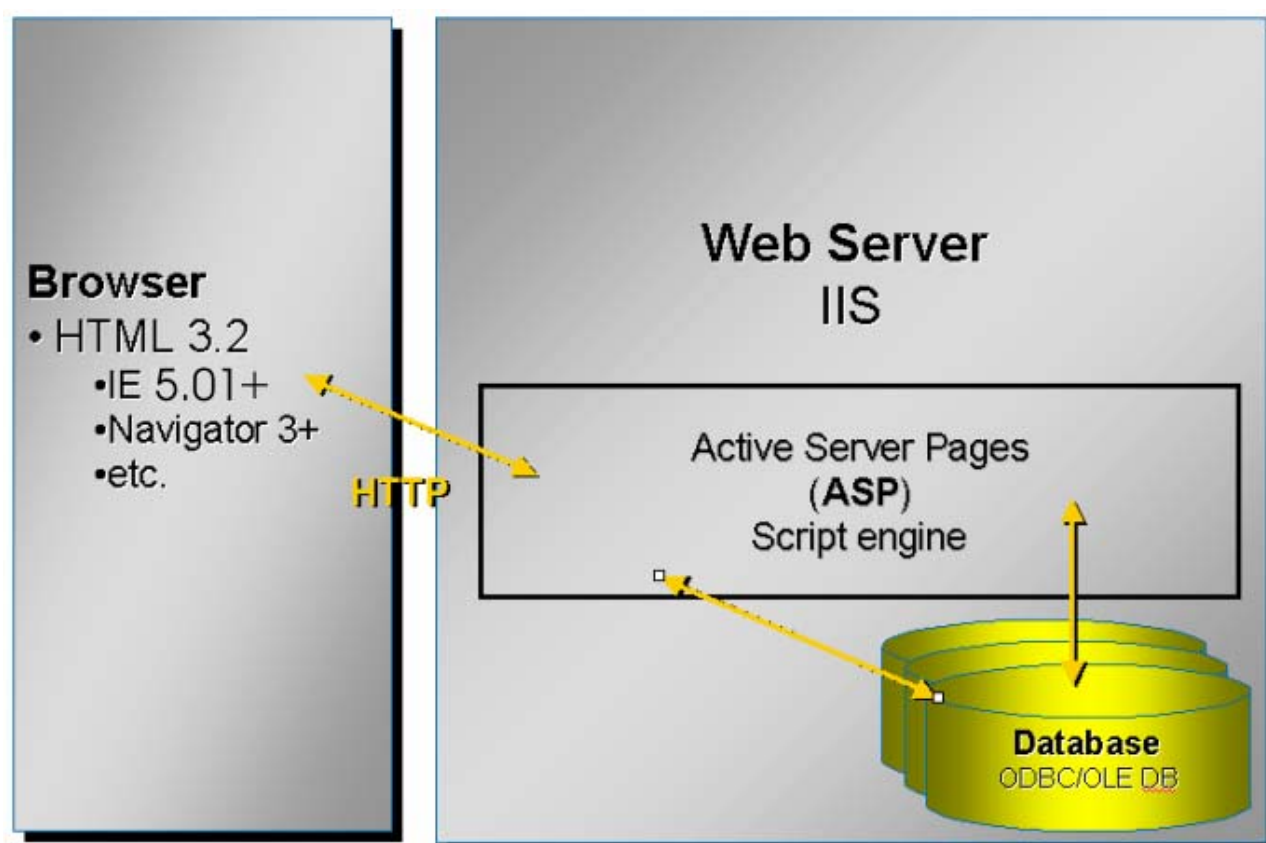 Browser
• HTML 3.2
•IE 5.01+
•Navigator 3+
•etc.
HTTP
Web Server
IIS
Active Server Pages
(ASP)
Script engine
Database
ODBC/OLE DB